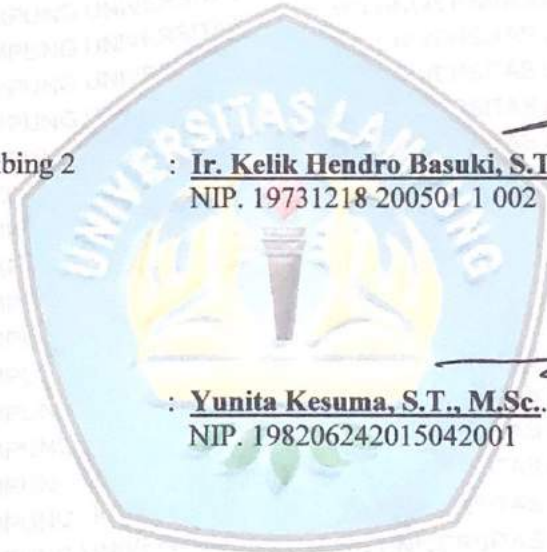 UNIVERSITAS LAMPUNG
bing 2 : Ir. Kelik Hendro Basuki, S.T
NIP. 19731218 200501 1 002
: Yunita Kesuma, S.T., M.Sc.
NIP. 198206242015042001